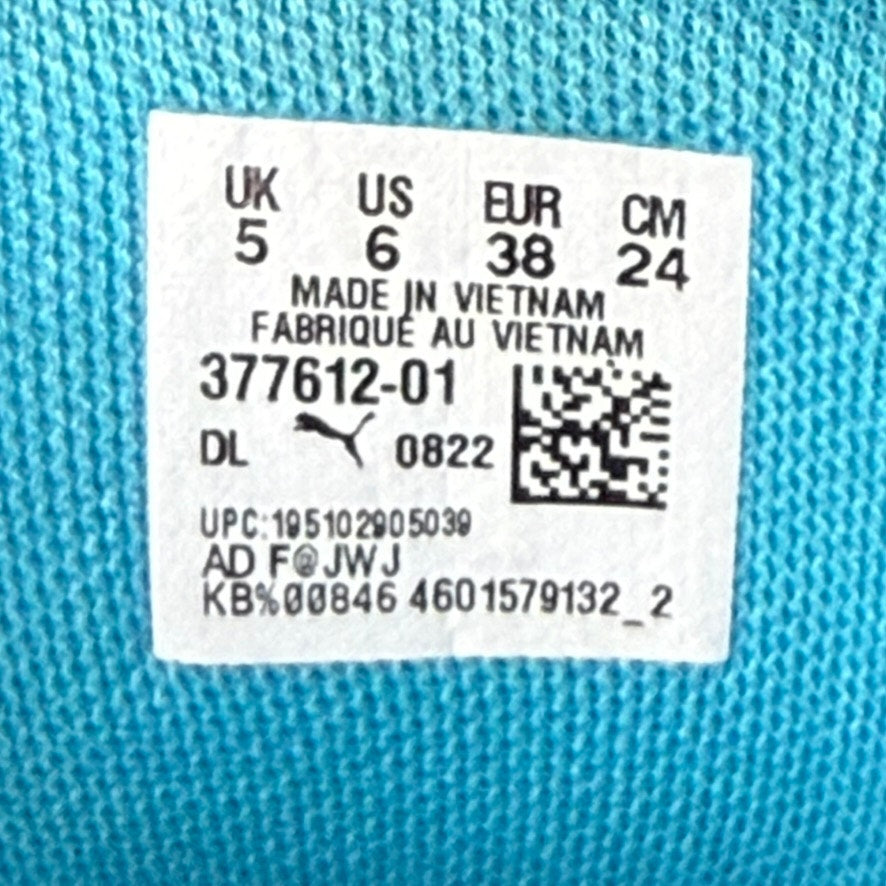 UK US EUR CM
5 6 38 24
MADE IN VIETNAM
FABRIQUÉ AU VIETNAM
377612-01
DL 0822
UPC:195102905039
AD F@JWJ
KB%00846 4601579132_2